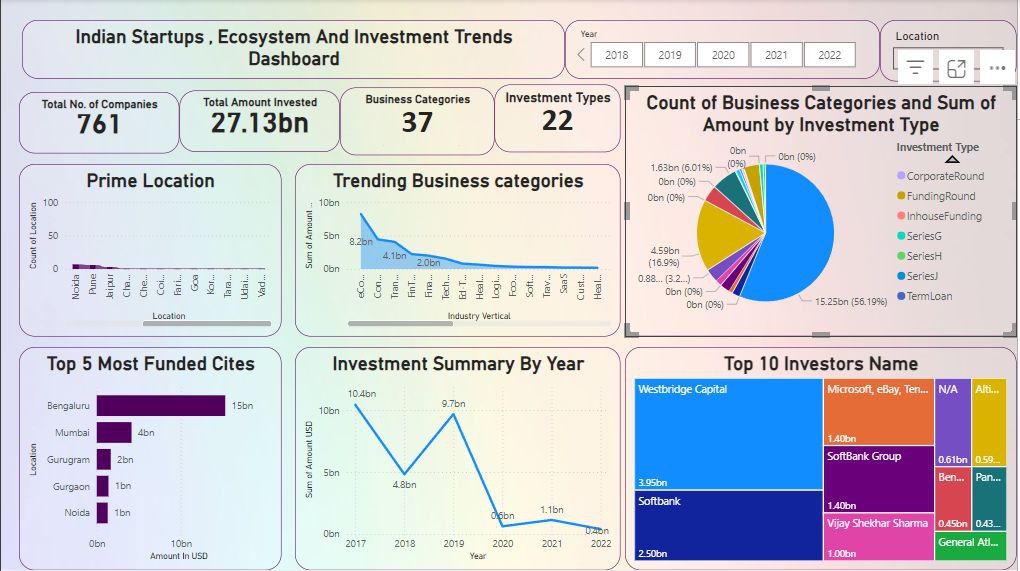 Indian Startups , Ecosystem And Investment Trends
Dashboard
Year
2018 2019 2020 2021 2022
Location
Total No. of Companies
761
Total Amount Invested
27.13bn
Business Categories
37
Investment Types
22
Prime Location
Count of Location
100
50
0
Noida
Pune
Jaipur
Cha...
Che...
Coi...
Fari...
Goa
Kor...
Tara...
Udai...
Vad...
Location
Trending Business categories
Sum of Amount ...
10bn
5bn
0bn
8.2bn
4.1bn
2.0bn
eCo...
Con...
Tran...
FinT...
Fina...
Tech...
Ed-T...
Heal...
Logi...
Foo...
Soft...
Trav...
SaaS
Cust...
Heal...
Industry Vertical
Count of Business Categories and Sum of
Amount by Investment Type
0bn
(0%)
0bn (0%)
1.63bn (6.01%)
0bn (0%)
0bn (0%)
4.59bn
(16.9%)
0.88... (3.2...)
0bn (0%)
0bn (0%)
15.25bn (56.19%)
Investment Type
CorporateRound
FundingRound
InhouseFunding
SeriesG
SeriesH
SeriesJ
TermLoan
Top 5 Most Funded Cites
Location
Bengaluru 15bn
Mumbai 4bn
Gurugram 2bn
Gurgaon 1bn
Noida 1bn
0bn 10bn
Amount In USD
Investment Summary By Year
Sum of Amount USD
10bn
5bn
0bn
10.4bn
4.8bn
9.7bn
0.6bn
1.1bn
0.4bn
2017 2018 2019 2020 2021 2022
Year
Top 10 Investors Name
Westbridge Capital
3.95bn
Softbank
2.50bn
Microsoft, eBay, Ten...
1.40bn
SoftBank Group
1.40bn
Vijay Shekhar Sharma
1.00bn
N/A
0.61bn
Alti...
0.59...
Ben...
0.45bn
Pan...
0.43...
General Atl...